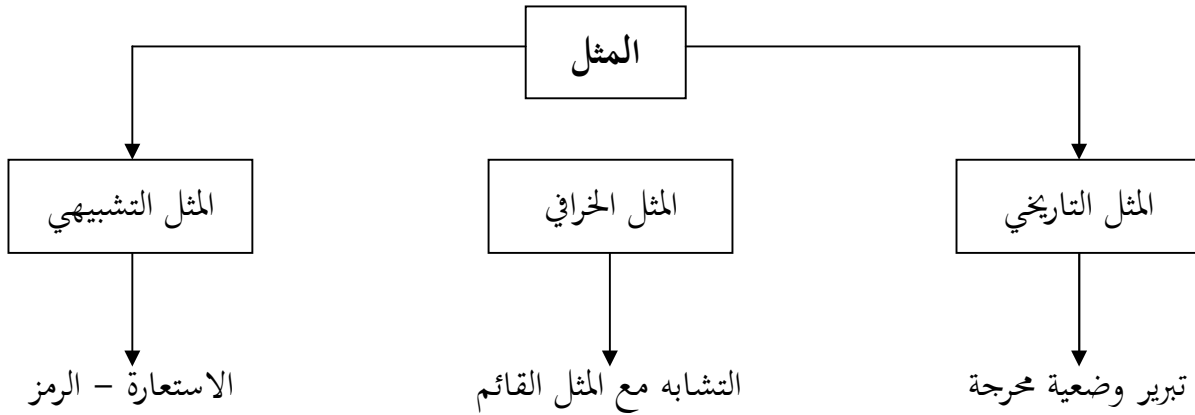 المثل
المثل التاريخي
المثل الخرافي
المثل التشبيهي
تبرير وضعية محرجة
التشابه مع المثل القائم
الاستعارة – الرمز